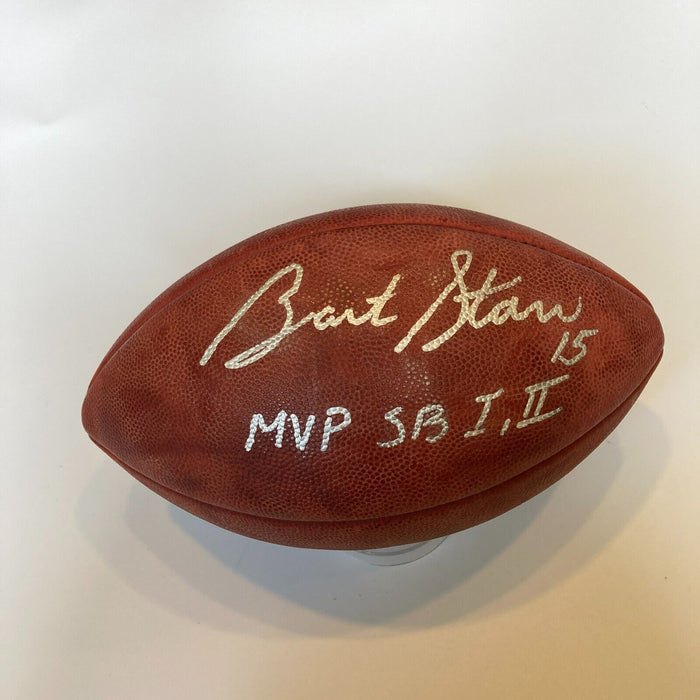 Bart Starr
15
MVP SB I, II